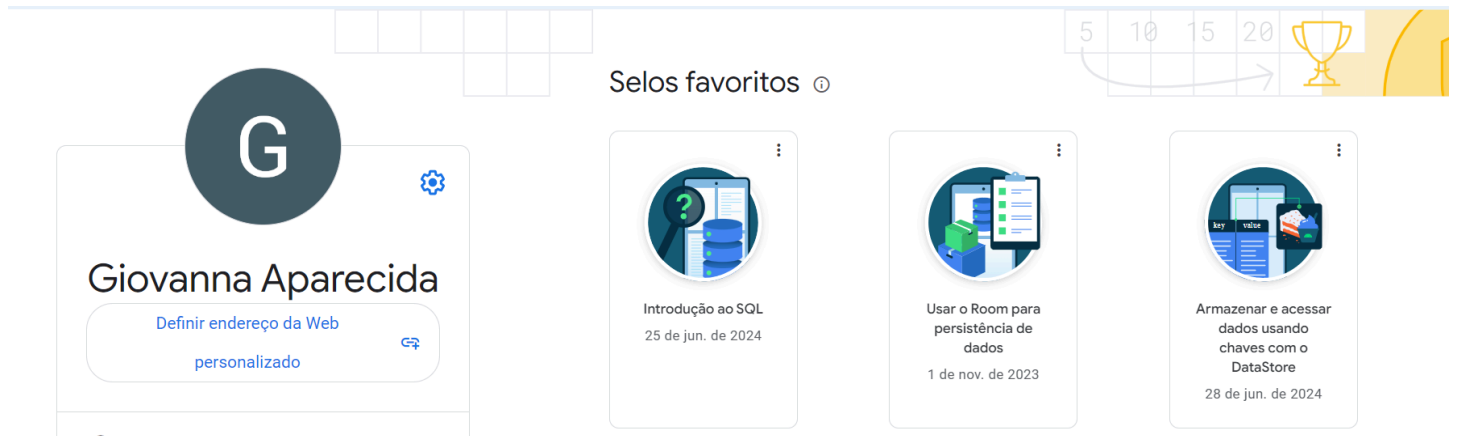 5 10 15 20
Selos favoritos
G
Giovanna Aparecida
Definir endereço da Web
personalizado
?
Introdução ao SQL
25 de jun. de 2024
Usar o Room para
persistência de
dados
1 de nov. de 2023
key value
Armazenar e acessar
dados usando
chaves com o
DataStore
28 de jun. de 2024